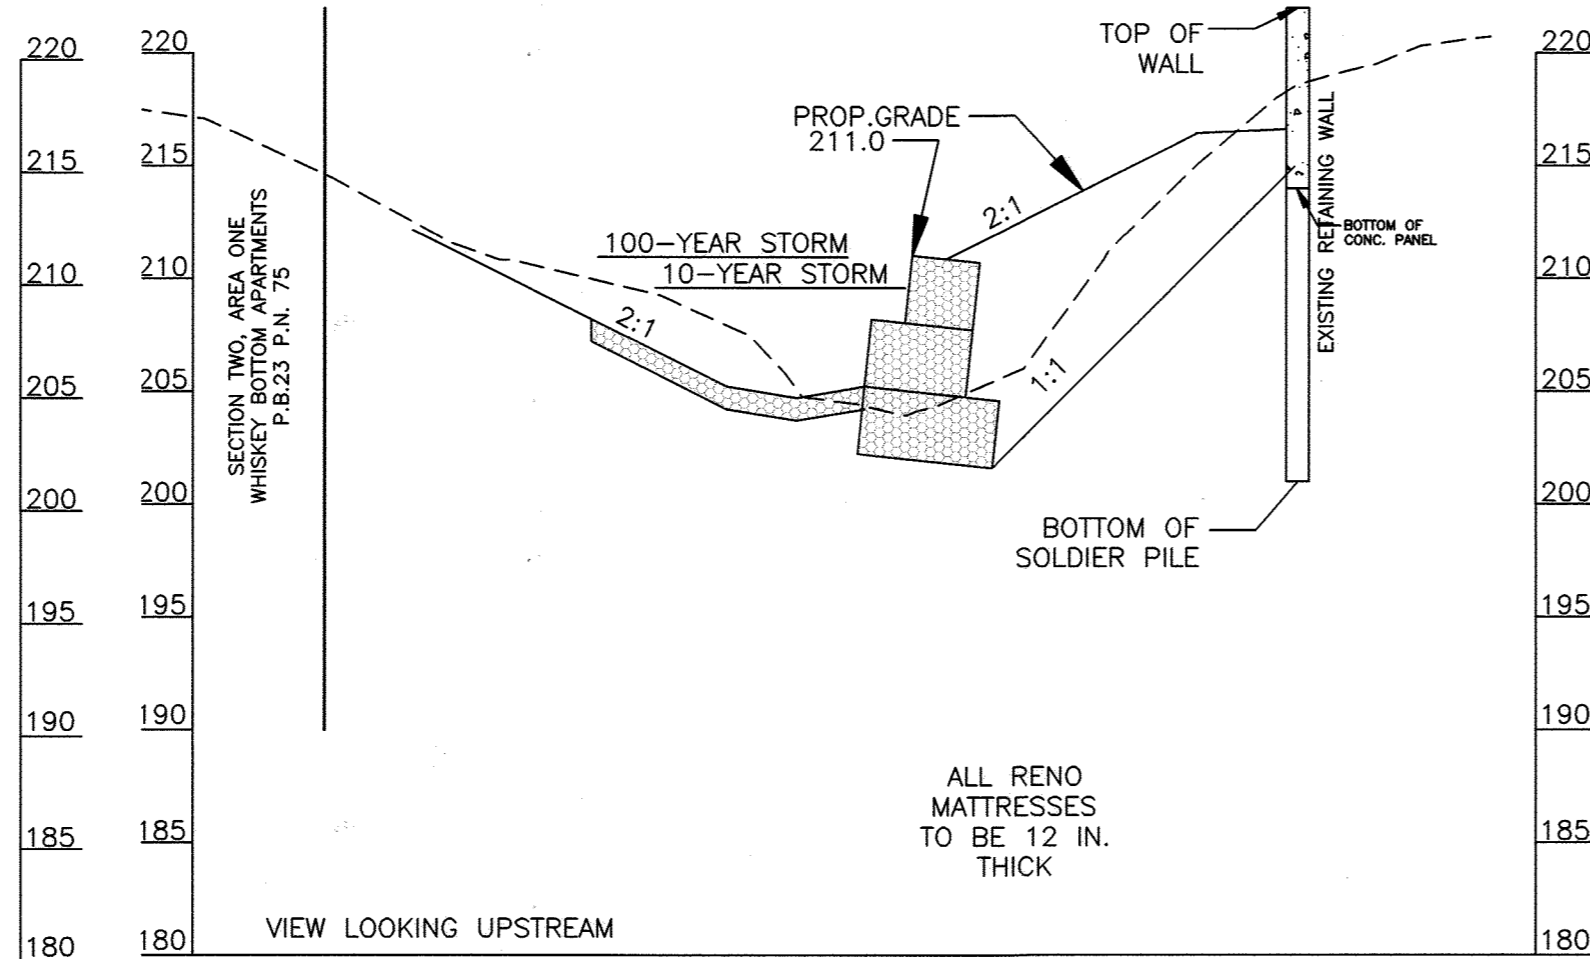 TOP OF
WALL
PROP.GRADE
211.0
2:1
100-YEAR STORM
10-YEAR STORM
2:1
1:1
EXISTING RETAINING WALL
BOTTOM OF
CONC. PANEL
SECTION TWO, AREA ONE
WHISKEY BOTTOM APARTMENTS
P.B.23 P.N. 75
BOTTOM OF
SOLDIER PILE
ALL RENO
MATTRESSES
TO BE 12 IN.
THICK
VIEW LOOKING UPSTREAM
220
215
210
205
200
195
190
185
180
220
215
210
205
200
195
190
185
180
220
215
210
205
200
195
190
185
180